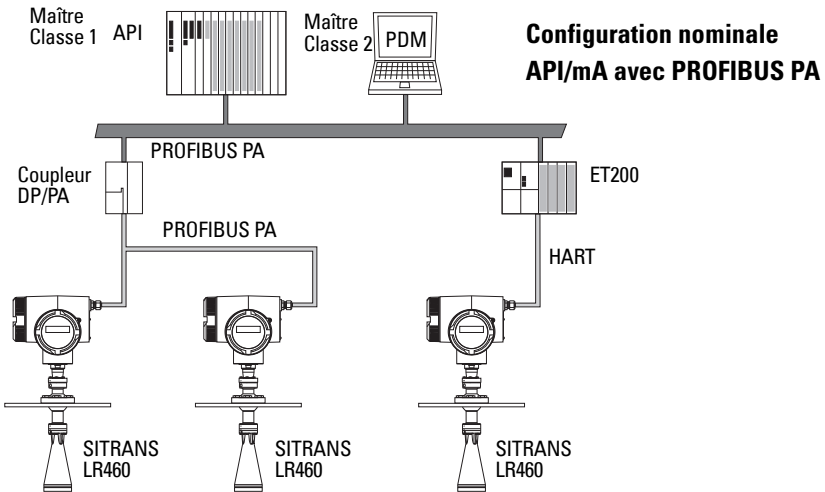 Maître
Classe 1
API
Maître
Classe 2
PDM
Configuration nominale
API/mA avec PROFIBUS PA
PROFIBUS PA
Coupleur
DP/PA
ET200
PROFIBUS PA
HART
SITRANS
LR460
SITRANS
LR460
SITRANS
LR460